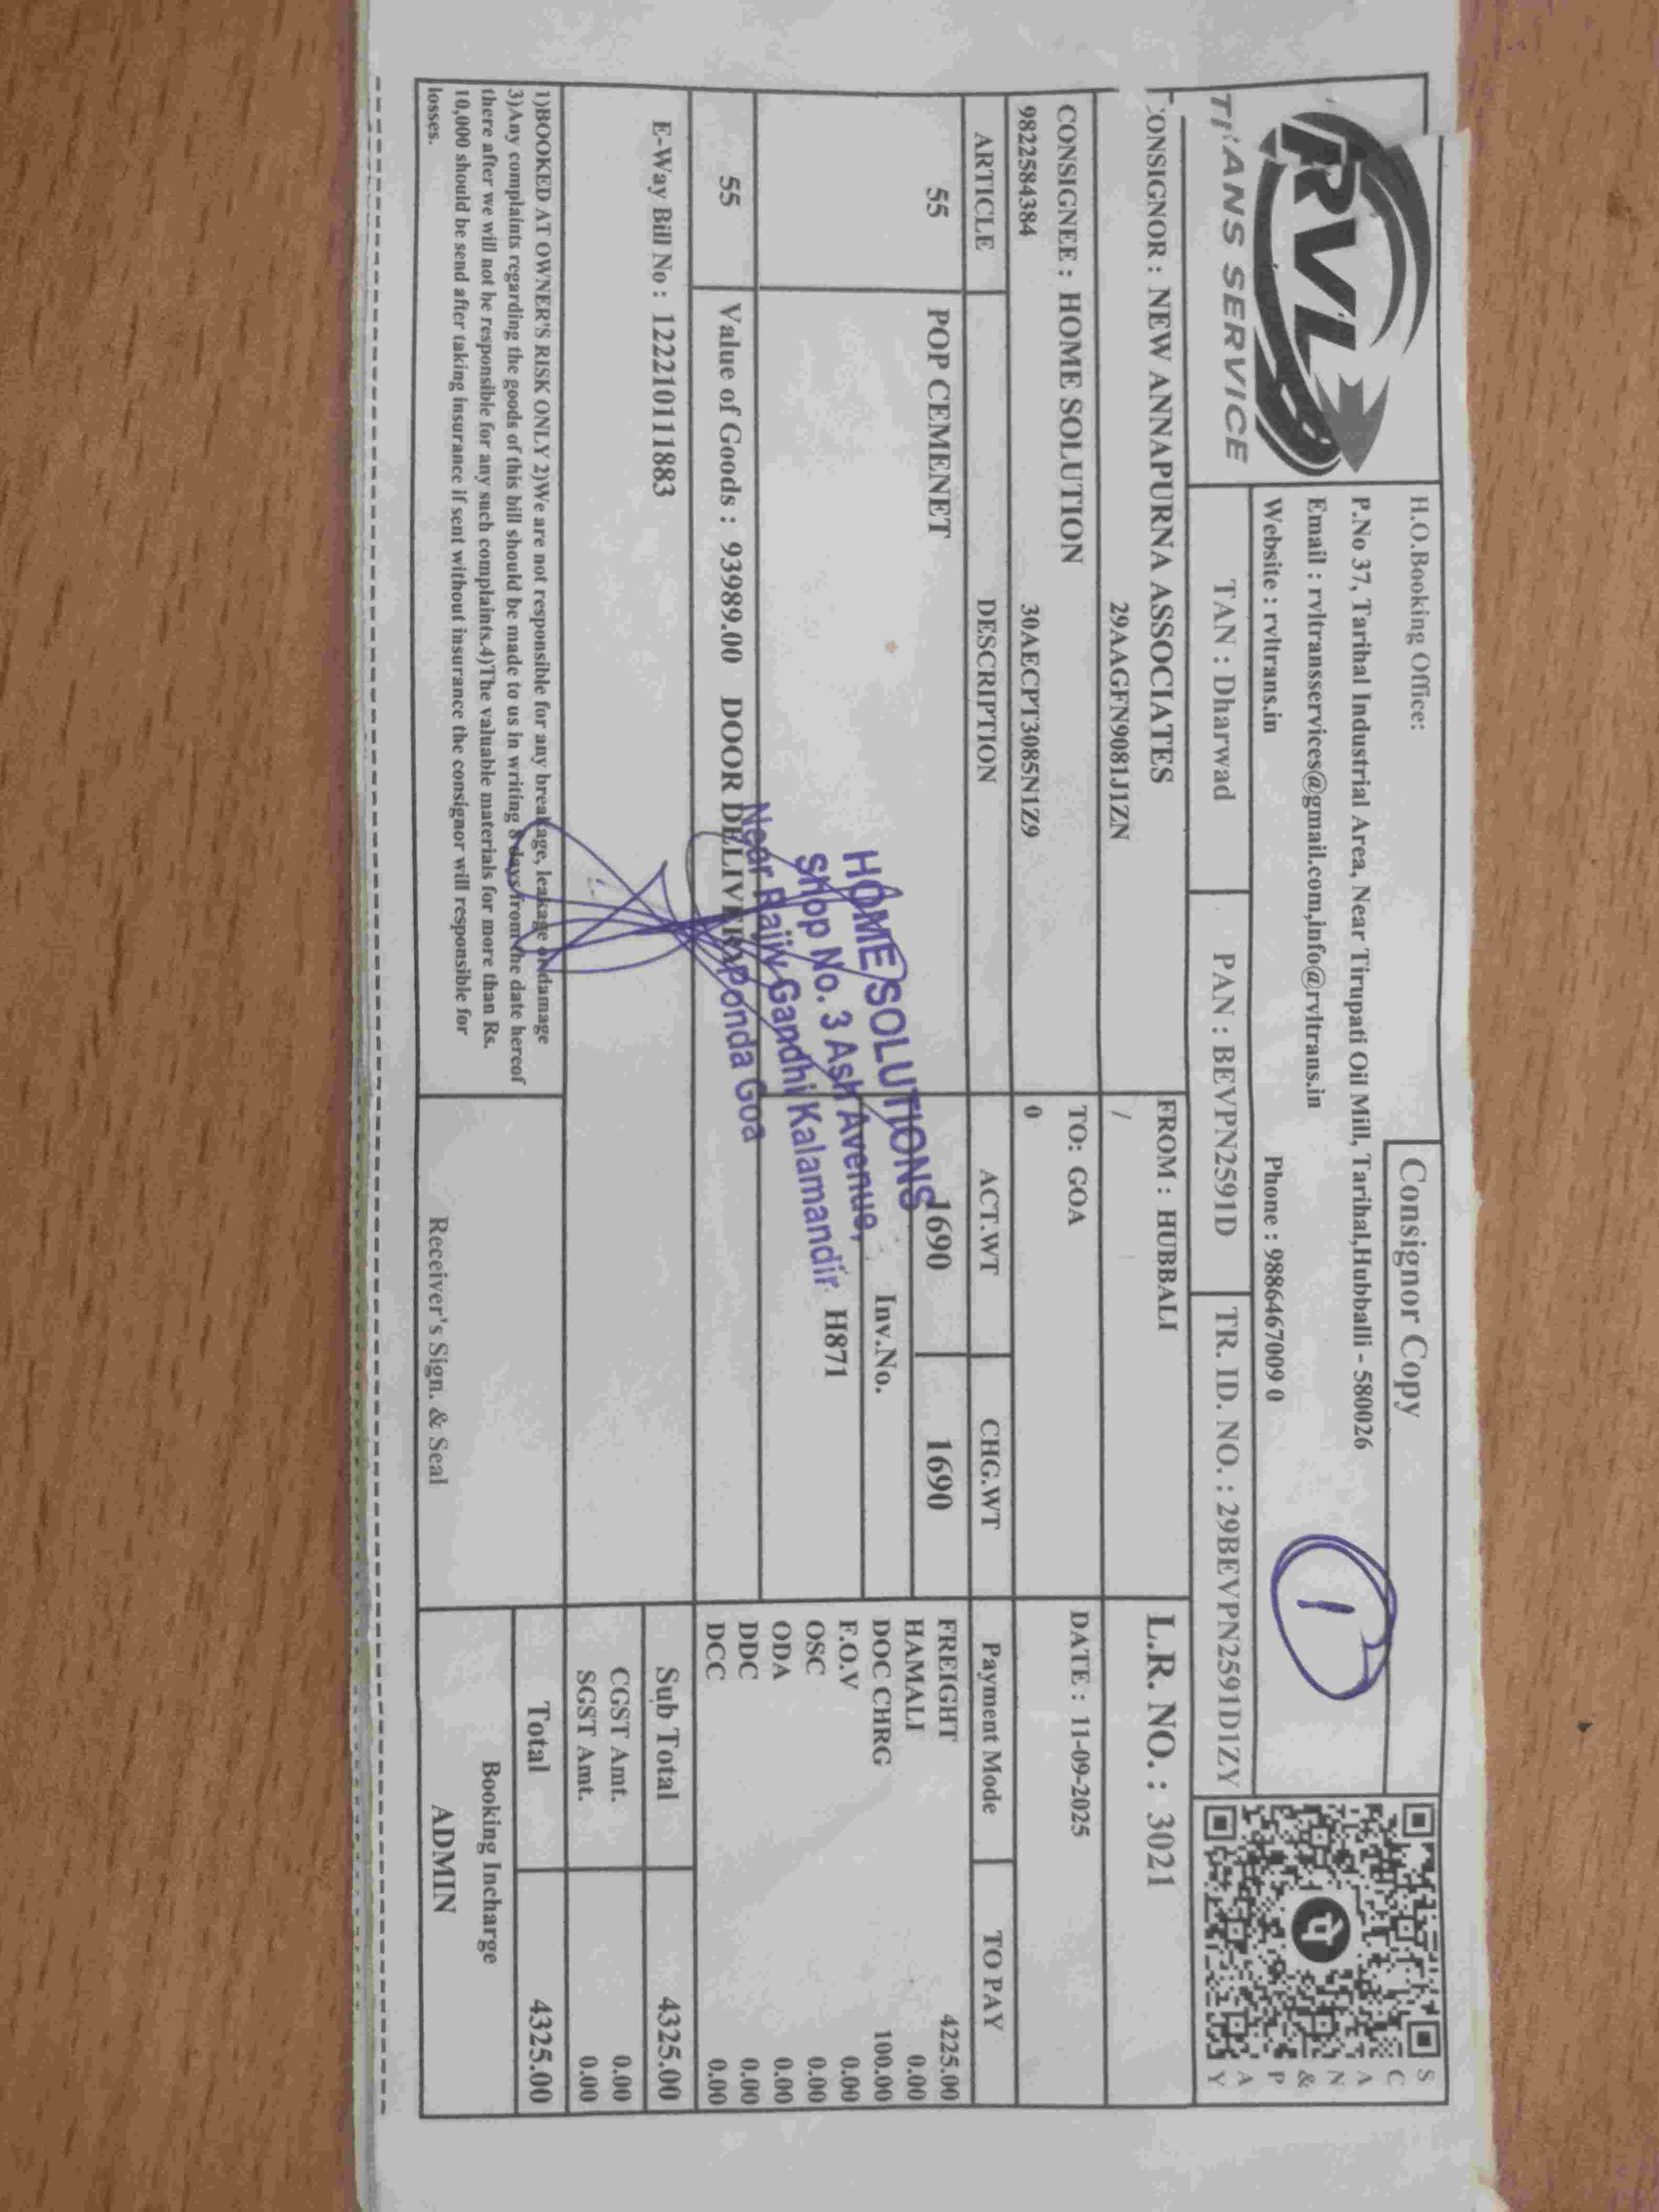 RVL
TRANS SERVICE
H.O.Booking Office:
Consignor Copy
P.No 37, Tarihal Industrial Area, Near Tirupati Oil Mill, Tarihal,Hubballi - 580026
Email : rvltransservices@gmail.com,info@rvltrans.in
Website : rvltrans.in Phone : 9886467009 0
1
SCAN & PAY
TAN : Dharwad PAN : BEVPN2591D TR. ID. NO. : 29BEVPN2591D1ZY
CONSIGNOR : NEW ANNAPURNA ASSOCIATES FROM : HUBBALI L.R. NO. : 3021
29AAGFN9081J1ZN /
CONSIGNEE : HOME SOLUTION TO: GOA DATE : 11-09-2025
9822584384 30AECPT3085N1Z9 0
ARTICLE DESCRIPTION ACT.WT CHG.WT Payment Mode TO PAY
55 POP CEMENET 1690 1690 FREIGHT 4225.00
HAMALI 0.00
Inv.No. DOC CHRG 100.00
F.O.V 0.00
H871 OSC 0.00
ODA 0.00
DDC 0.00
55 Value of Goods : 93989.00 DOOR DELIVERY DCC 0.00
HOME SOLUTIONS
Shop No. 3 Ash Avenue,
Near Rajiv Gandhi Kalamandir
Ponda Goa
E-Way Bill No : 122210111883 Sub Total 4325.00
CGST Amt. 0.00
SGST Amt. 0.00
Total 4325.00
1)BOOKED AT OWNER'S RISK ONLY 2)We are not responsible for any breakage, leakage or damage
3)Any complaints regarding the goods of this bill should be made to us in writing 8 days from the date hereof
there after we will not be responsible for any such complaints.4)The valuable materials for more than Rs.
10,000 should be send after taking insurance if sent without insurance the consignor will responsible for
losses.
Receiver's Sign. & Seal
Booking Incharge
ADMIN